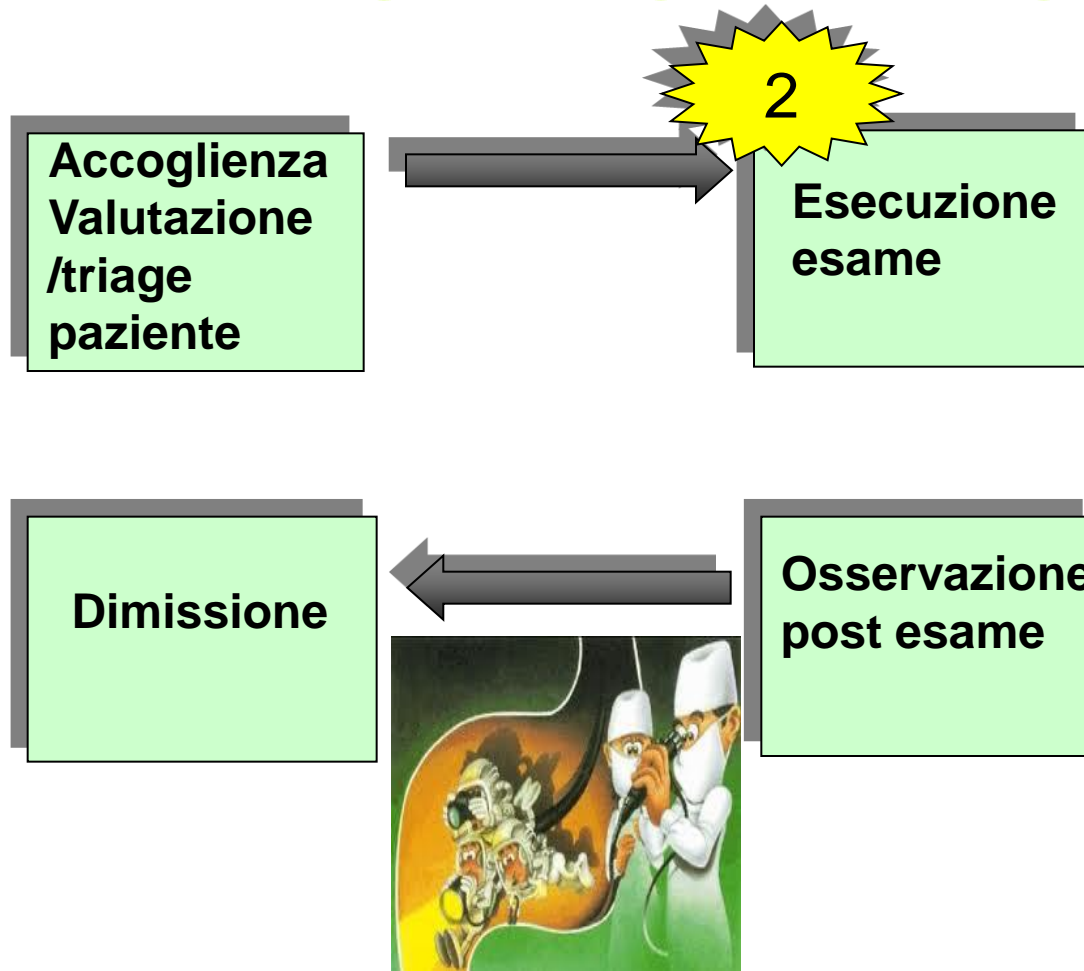 2
Accoglienza
Valutazione
/triage
paziente
Esecuzione
esame
Dimissione
Osservazione
post esame